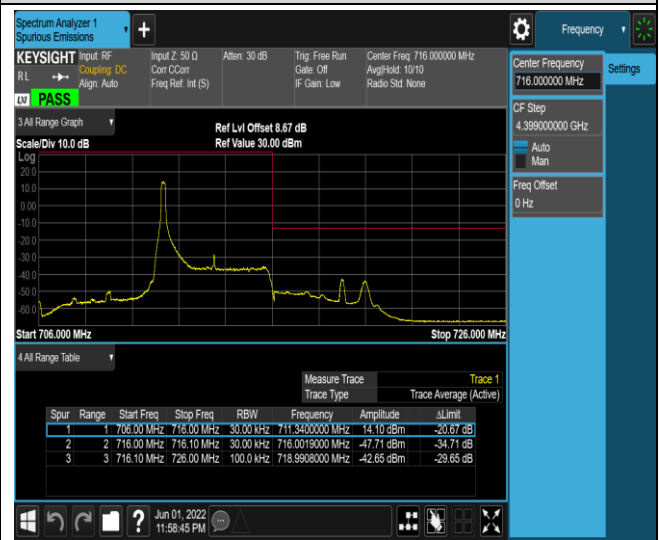 Spectrum Analyzer 1
Spurious Emissions
Frequency
KEYSIGHT
Input: RF
Coupling: DC
Align: Auto
Input Z: 50 Ω
Corr CCorr
Freq Ref: Int (S)
Atten: 30 dB
Trig: Free Run
Gate: Off
IF Gain: Low
Center Freq: 716.000000 MHz
Avg|Hold: 10/10
Radio Std: None
R L
LXI
PASS
Center Frequency
716.000000 MHz
Settings
CF Step
4.399000000 GHz
Auto
Man
Freq Offset
0 Hz
3 All Range Graph
Ref Lvl Offset 8.67 dB
Scale/Div 10.0 dB
Ref Value 30.00 dBm
Log
20.0
10.0
0.00
-10.0
-20.0
-30.0
-40.0
-50.0
-60.0
Start 706.000 MHz
Stop 726.000 MHz
4 All Range Table
Measure Trace
Trace 1
Trace Type
Trace Average (Active)
Spur Range Start Freq Stop Freq RBW Frequency Amplitude ΔLimit
1 1 706.00 MHz 716.00 MHz 30.00 kHz 711.3400000 MHz 14.10 dBm -20.67 dB
2 2 716.00 MHz 716.10 MHz 30.00 kHz 716.0019000 MHz -47.71 dBm -34.71 dB
3 3 716.10 MHz 726.00 MHz 100.0 kHz 718.9908000 MHz -42.65 dBm -29.65 dB
Jun 01, 2022
11:58:45 PM